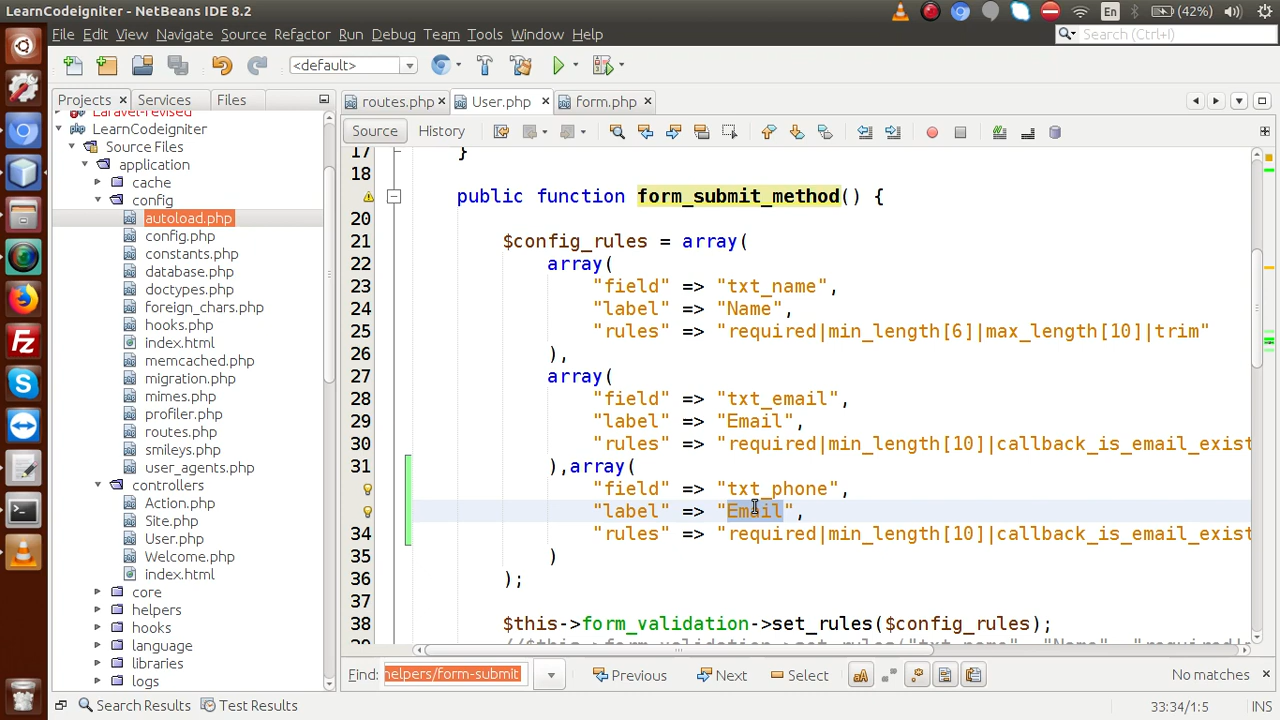 LearnCodeigniter - NetBeans IDE 8.2
En
(42%)
File Edit View Navigate Source Refactor Run Debug Team Tools Window Help
Search (Ctrl+I)
<default>
Projects
Services
Files
routes.php
User.php
form.php
Source
History
Laravel-revised
LearnCodeigniter
Source Files
application
cache
config
autoload.php
config.php
constants.php
database.php
doctypes.php
foreign_chars.php
hooks.php
index.html
memcached.php
migration.php
mimes.php
profiler.php
routes.php
smileys.php
user_agents.php
controllers
Action.php
Site.php
User.php
Welcome.php
index.html
core
helpers
hooks
language
libraries
logs
17 }
18
public function form_submit_method() {
20
21 $config_rules = array(
22 array(
23 "field" => "txt_name",
24 "label" => "Name",
25 "rules" => "required|min_length[6]|max_length[10]|trim"
26 ),
27 array(
28 "field" => "txt_email",
29 "label" => "Email",
30 "rules" => "required|min_length[10]|callback_is_email_exist
31 ),array(
"field" => "txt_phone",
"label" => "Email",
34 "rules" => "required|min_length[10]|callback_is_email_exist
35 )
36 );
37
38 $this->form_validation->set_rules($config_rules);
//$this->form_validation->set_rules("txt_name", "Name", "required|
Find: helpers/form-submit
Previous
Next
Select
aA
No matches
Search Results
Test Results
33:34/1:5
INS